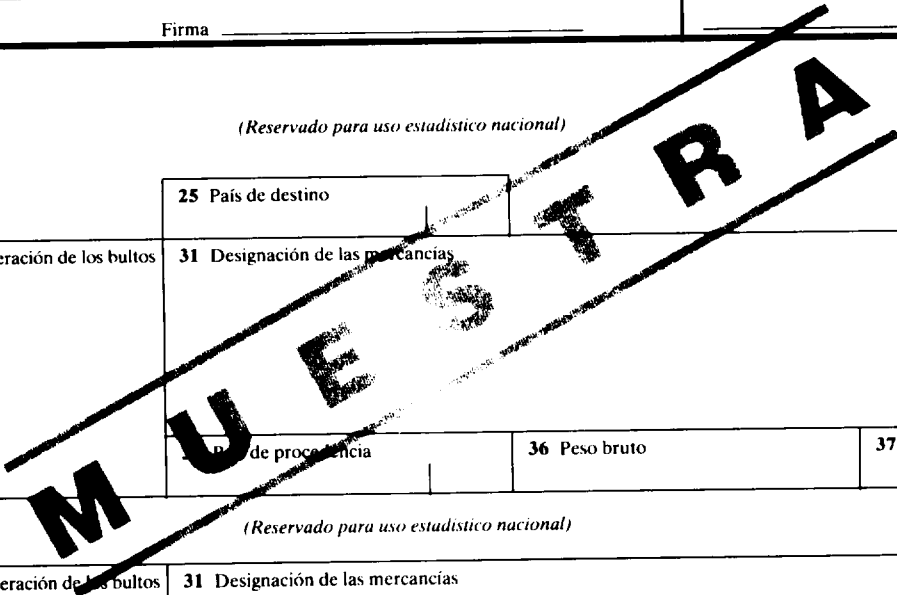 Firma
(Reservado para uso estadístico nacional)
25 País de destino
eración de los bultos
31 Designación de las mercancías
de procedencia
36 Peso bruto
37
(Reservado para uso estadístico nacional)
eración de los bultos
31 Designación de las mercancías
MUESTRA